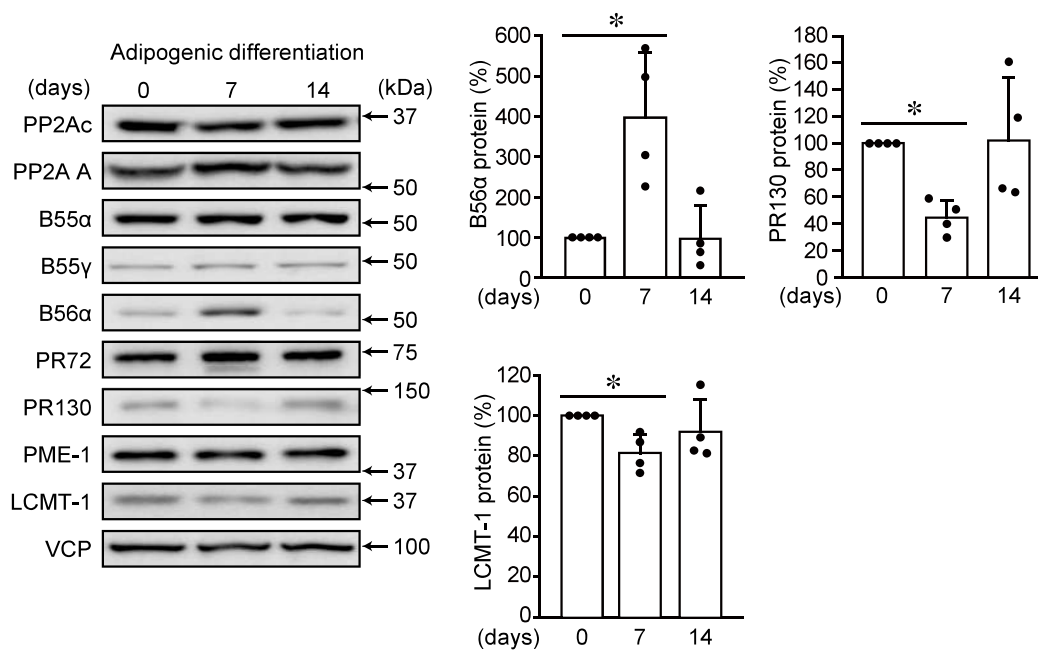 Adipogenic differentiation
(days) 0 7 14 (kDa)
PP2Ac 37
PP2A A 50
B55α 50
B55γ 50
B56α 50
PR72 75
PR130 150
PME-1 37
LCMT-1 37
VCP 100
B56α protein (%)
600
500
400
300
200
100
0
*
(days) 0 7 14
PR130 protein (%)
180
160
140
120
100
80
60
40
20
0
*
(days) 0 7 14
LCMT-1 protein (%)
120
100
80
60
40
20
0
*
(days) 0 7 14